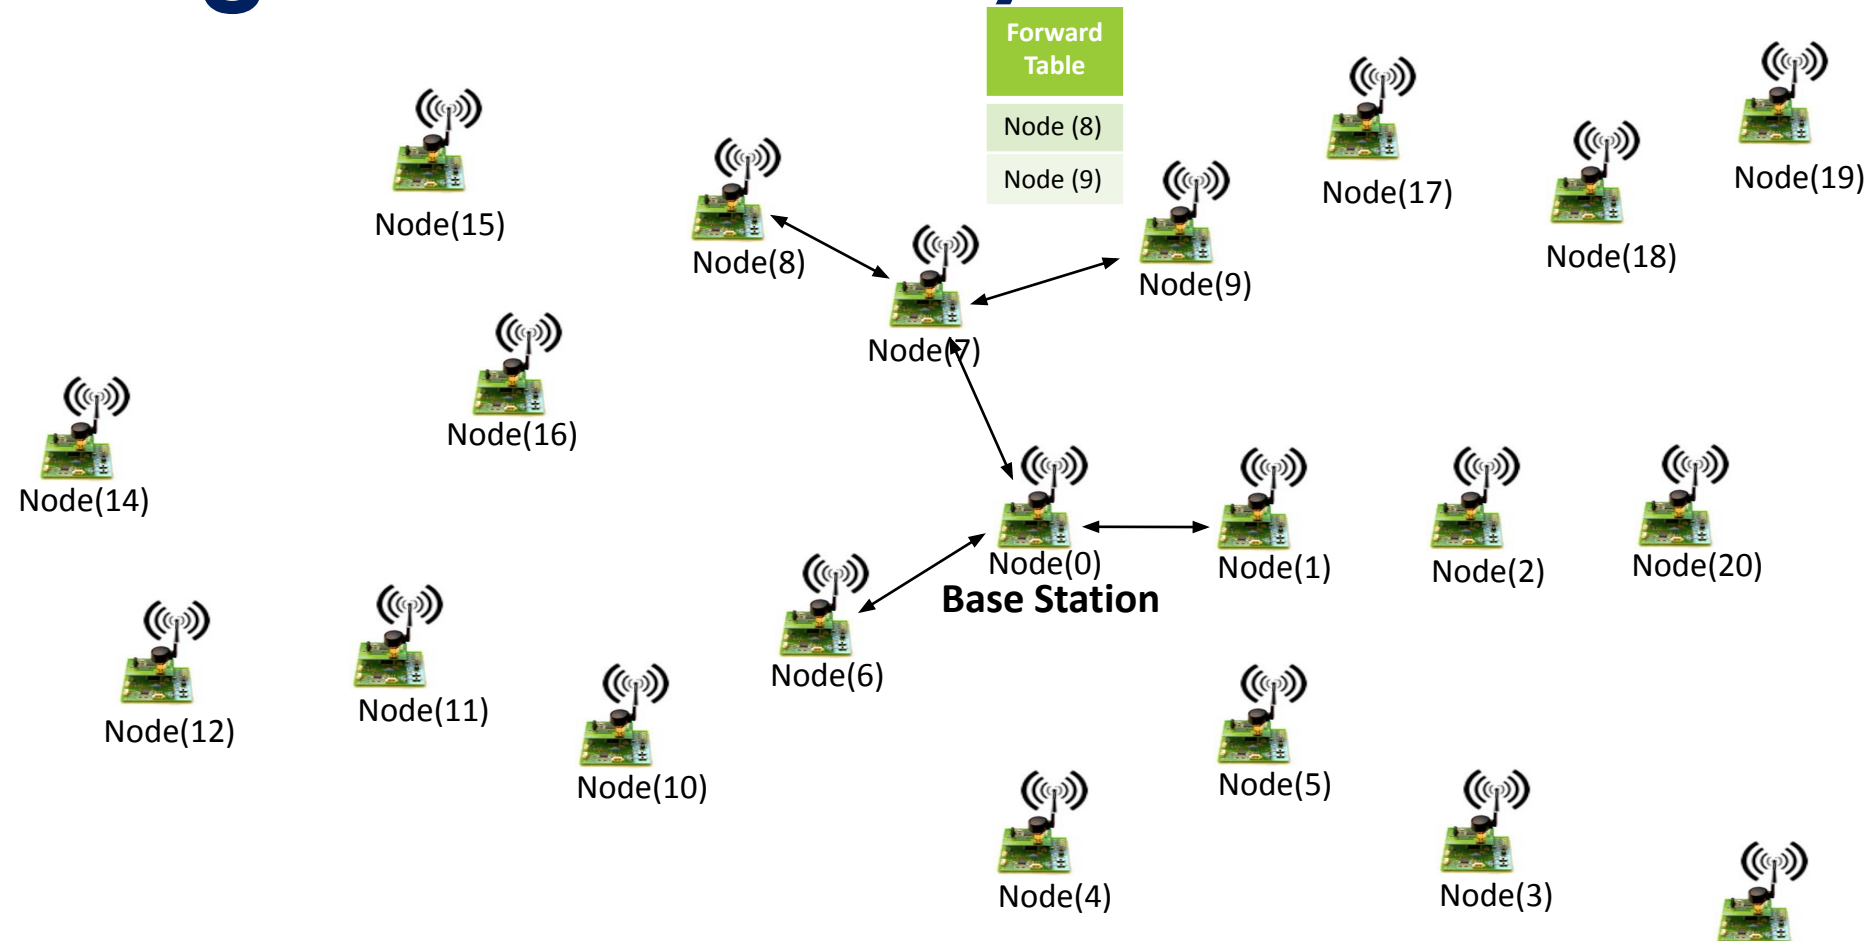 Forward
Table
Node (8)
Node (9)
Node(19)
Node(17)
Node(15)
Node(18)
Node(8)
Node(9)
Node(7)
Node(16)
Node(14)
Node(0)
Base Station
Node(1)
Node(2)
Node(20)
Node(6)
Node(11)
Node(12)
Node(10)
Node(5)
Node(4)
Node(3)